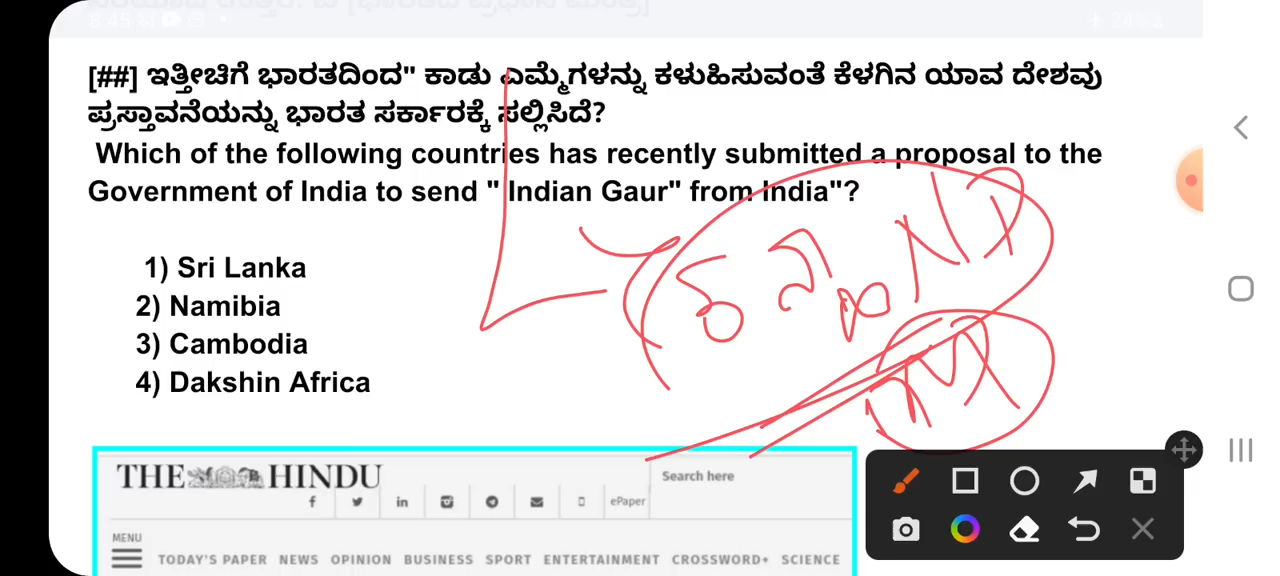 8:45
[##] ಇತ್ತೀಚಿಗೆ ಭಾರತದಿಂದ" ಕಾಡು ಎಮ್ಮೆಗಳನ್ನು ಕಳುಹಿಸುವಂತೆ ಕೆಳಗಿನ ಯಾವ ದೇಶವು
ಪ್ರಸ್ತಾವನೆಯನ್ನು ಭಾರತ ಸರ್ಕಾರಕ್ಕೆ ಸಲ್ಲಿಸಿದೆ?
Which of the following countries has recently submitted a proposal to the
Government of India to send " Indian Gaur" from India"?
1) Sri Lanka
2) Namibia
3) Cambodia
4) Dakshin Africa
THE HINDU
Search here
ePaper
MENU
TODAY'S PAPER NEWS OPINION BUSINESS SPORT ENTERTAINMENT CROSSWORD+ SCIENCE